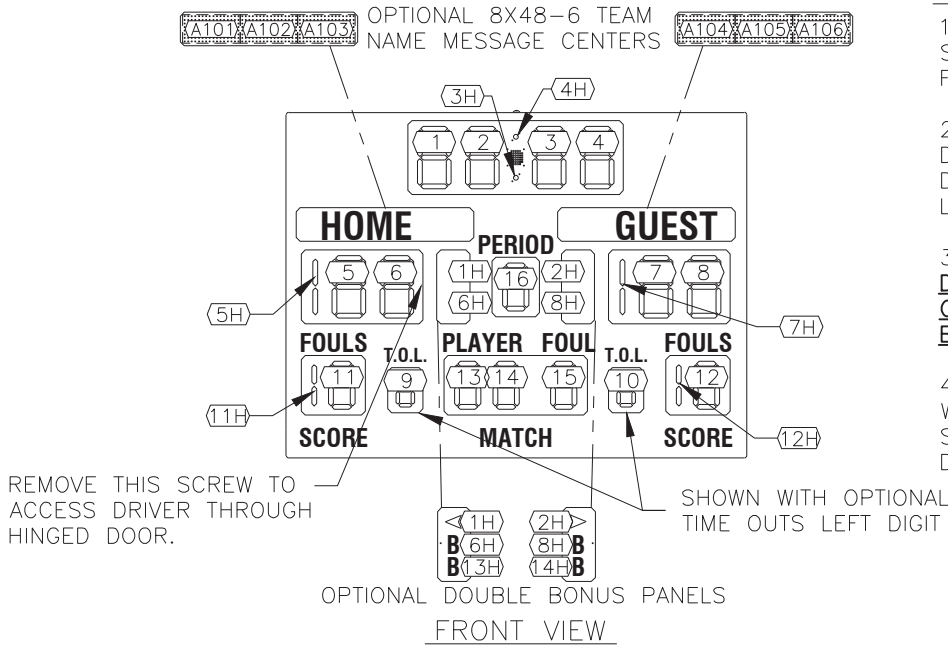 OPTIONAL 8X48-6 TEAM
NAME MESSAGE CENTERS
A101 A102 A103
A104 A105 A106
3H 4H
1 2 3 4
HOME GUEST
PERIOD
5 6 1H 16 2H 7 8
6H 8H
5H 7H
FOULS PLAYER FOUL FOULS
T.O.L. T.O.L.
11 9 13 14 15 10 12
11H 12H
SCORE MATCH SCORE
REMOVE THIS SCREW TO
ACCESS DRIVER THROUGH
HINGED DOOR.
SHOWN WITH OPTIONAL
TIME OUTS LEFT DIGIT
1H 2H
B 6H 8H B
B 13H 14H B
OPTIONAL DOUBLE BONUS PANELS
FRONT VIEW